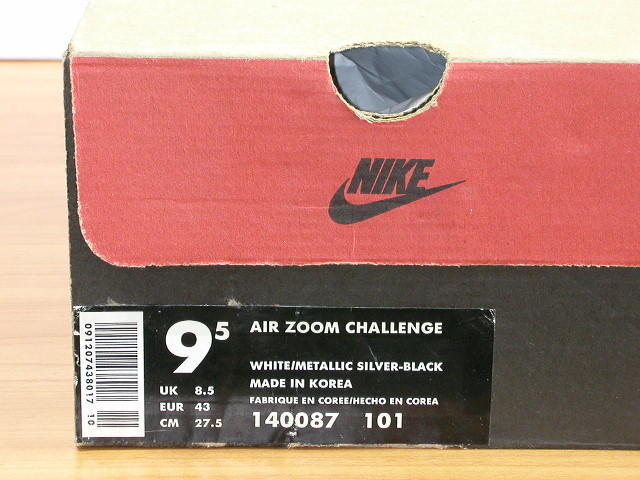 NIKE
9⁵ AIR ZOOM CHALLENGE
WHITE/METALLIC SILVER-BLACK
UK 8.5 MADE IN KOREA
EUR 43 FABRIQUE EN COREE/HECHO EN COREA
CM 27.5 140087 101
091207438017 10